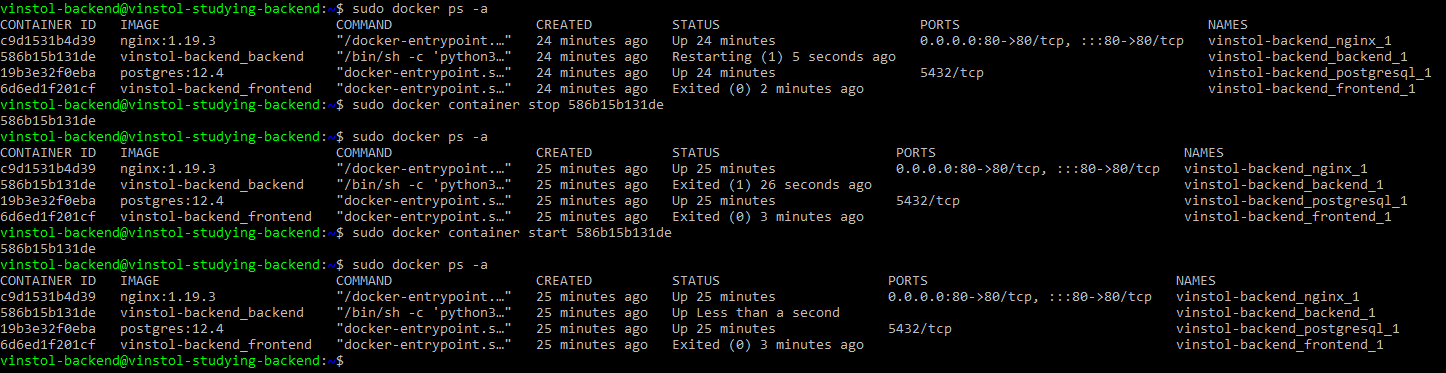 vinstol-backend@vinstol-studying-backend:~$ sudo docker ps -a
CONTAINER ID   IMAGE                      COMMAND                  CREATED          STATUS                         PORTS                               NAMES
c9d1531b4d39   nginx:1.19.3               "/docker-entrypoint.…"   24 minutes ago   Up 24 minutes                  0.0.0.0:80->80/tcp, :::80->80/tcp   vinstol-backend_nginx_1
586b15b131de   vinstol-backend_backend    "/bin/sh -c 'python3…"   24 minutes ago   Restarting (1) 5 seconds ago                                       vinstol-backend_backend_1
19b3e32f0eba   postgres:12.4              "docker-entrypoint.s…"   24 minutes ago   Up 24 minutes                  5432/tcp                            vinstol-backend_postgresql_1
6d6ed1f201cf   vinstol-backend_frontend   "docker-entrypoint.s…"   24 minutes ago   Exited (0) 2 minutes ago                                           vinstol-backend_frontend_1
vinstol-backend@vinstol-studying-backend:~$ sudo docker container stop 586b15b131de
586b15b131de
vinstol-backend@vinstol-studying-backend:~$ sudo docker ps -a
CONTAINER ID   IMAGE                      COMMAND                  CREATED          STATUS                      PORTS                               NAMES
c9d1531b4d39   nginx:1.19.3               "/docker-entrypoint.…"   25 minutes ago   Up 25 minutes               0.0.0.0:80->80/tcp, :::80->80/tcp   vinstol-backend_nginx_1
586b15b131de   vinstol-backend_backend    "/bin/sh -c 'python3…"   25 minutes ago   Exited (1) 26 seconds ago                                       vinstol-backend_backend_1
19b3e32f0eba   postgres:12.4              "docker-entrypoint.s…"   25 minutes ago   Up 25 minutes               5432/tcp                            vinstol-backend_postgresql_1
6d6ed1f201cf   vinstol-backend_frontend   "docker-entrypoint.s…"   25 minutes ago   Exited (0) 3 minutes ago                                        vinstol-backend_frontend_1
vinstol-backend@vinstol-studying-backend:~$ sudo docker container start 586b15b131de
586b15b131de
vinstol-backend@vinstol-studying-backend:~$ sudo docker ps -a
CONTAINER ID   IMAGE                      COMMAND                  CREATED          STATUS                     PORTS                               NAMES
c9d1531b4d39   nginx:1.19.3               "/docker-entrypoint.…"   25 minutes ago   Up 25 minutes              0.0.0.0:80->80/tcp, :::80->80/tcp   vinstol-backend_nginx_1
586b15b131de   vinstol-backend_backend    "/bin/sh -c 'python3…"   25 minutes ago   Up Less than a second                                          vinstol-backend_backend_1
19b3e32f0eba   postgres:12.4              "docker-entrypoint.s…"   25 minutes ago   Up 25 minutes              5432/tcp                            vinstol-backend_postgresql_1
6d6ed1f201cf   vinstol-backend_frontend   "docker-entrypoint.s…"   25 minutes ago   Exited (0) 3 minutes ago                                       vinstol-backend_frontend_1
vinstol-backend@vinstol-studying-backend:~$